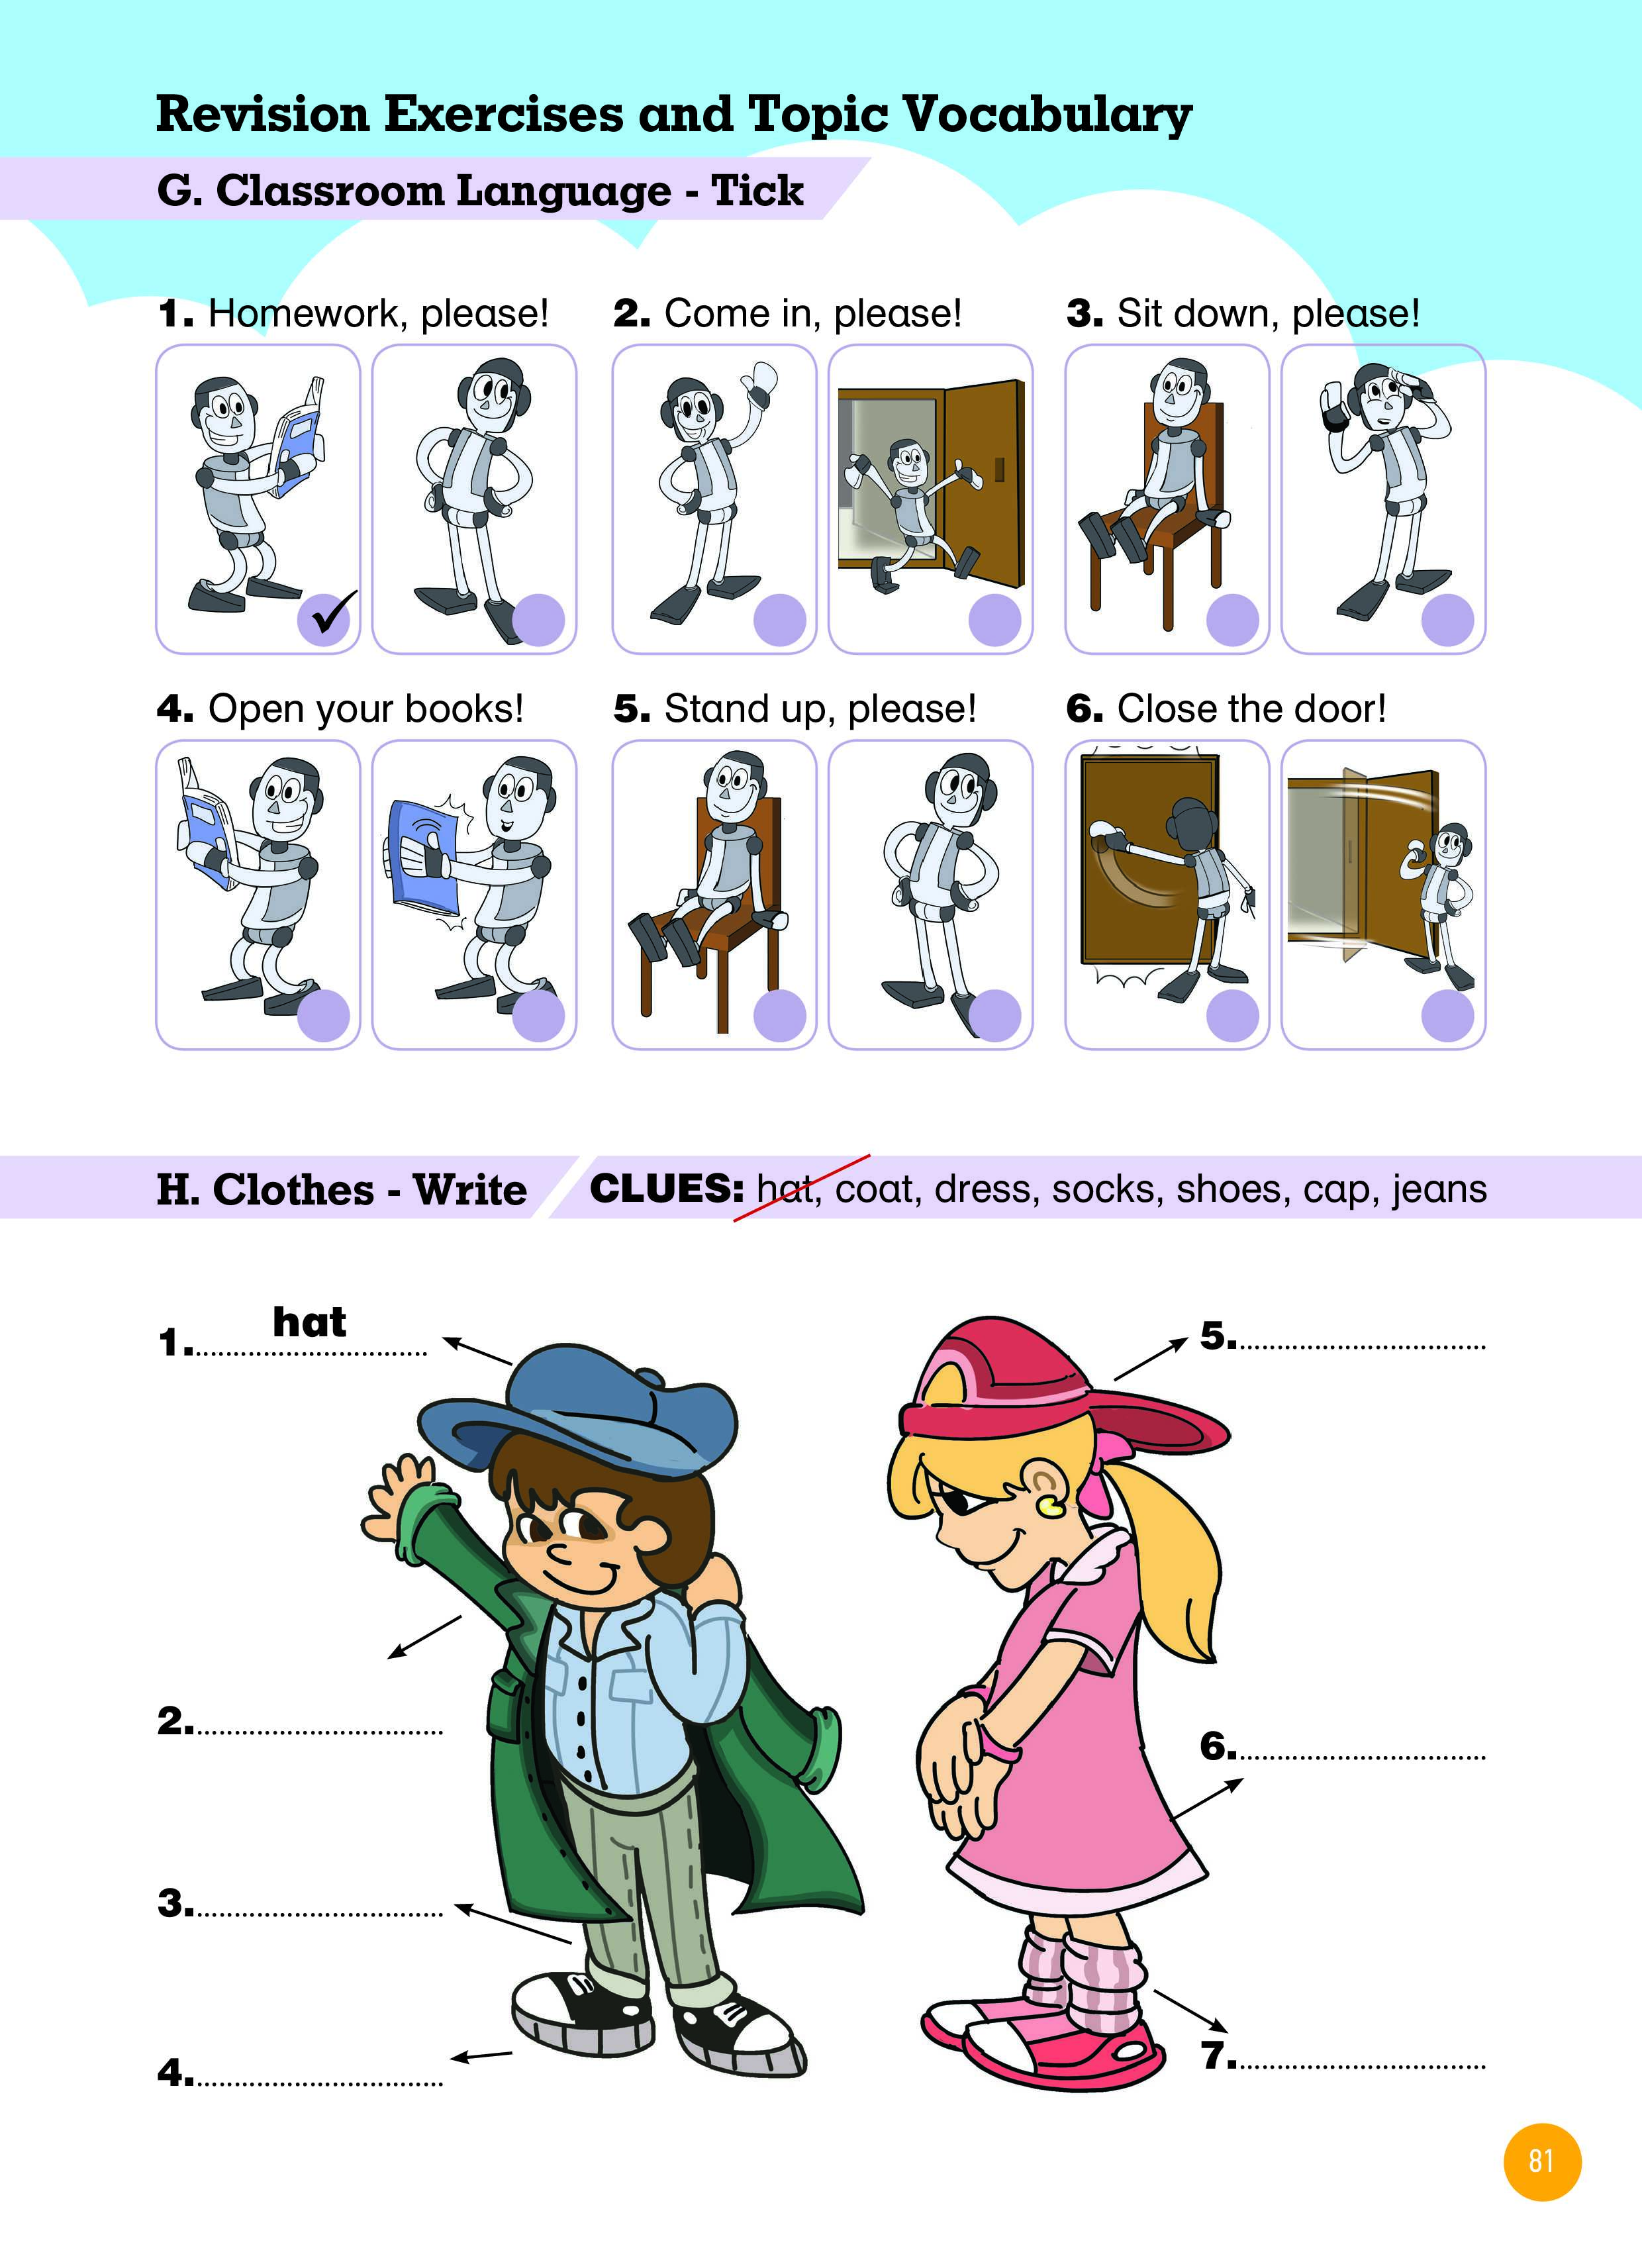 Revision Exercises and Topic Vocabulary
G. Classroom Language - Tick
1. Homework, please!
2. Come in, please!
3. Sit down, please!
4. Open your books!
5. Stand up, please!
6. Close the door!
H. Clothes - Write
CLUES: hat, coat, dress, socks, shoes, cap, jeans
1. hat
2.
3.
4.
5.
6.
7.
81